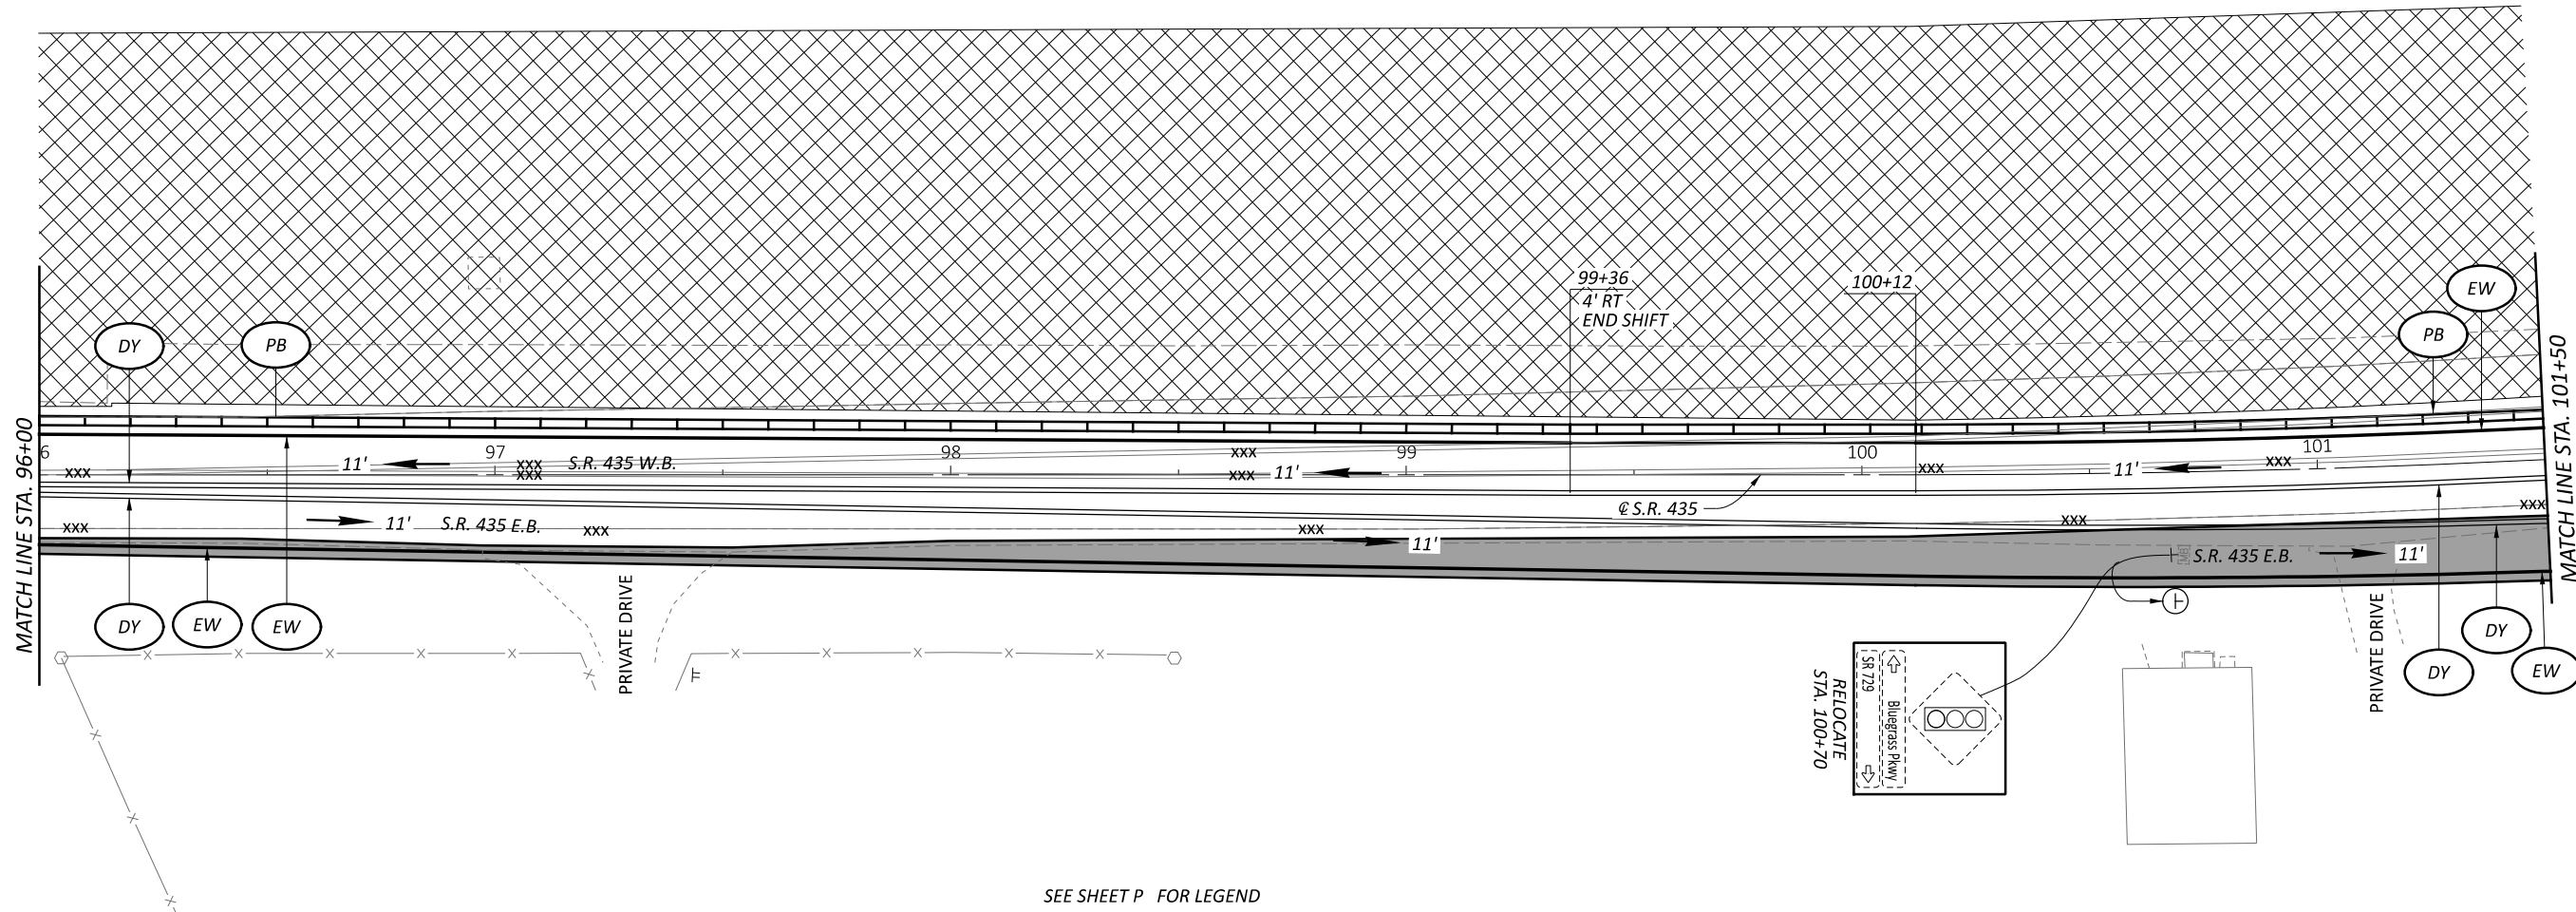 99+36
4' RT
END SHIFT
100+12
EW
PB
DY
PB
MATCH LINE STA. 96+00
MATCH LINE STA. 101+50
6
97
98
99
100
101
xxx
11'
xxx
xxx
S.R. 435 W.B.
xxx
xxx
11'
xxx
11'
xxx
℄ S.R. 435
xxx
xxx
11'
S.R. 435 E.B.
xxx
xxx
11'
xxx
S.R. 435 E.B.
11'
DY
EW
EW
PRIVATE DRIVE
PRIVATE DRIVE
DY
DY
EW
RELOCATE
STA. 100+70
SR 729
Bluegrass Pkwy
X
X
X
X
X
X
X
X
X
X
X
X
X
X
SEE SHEET P FOR LEGEND